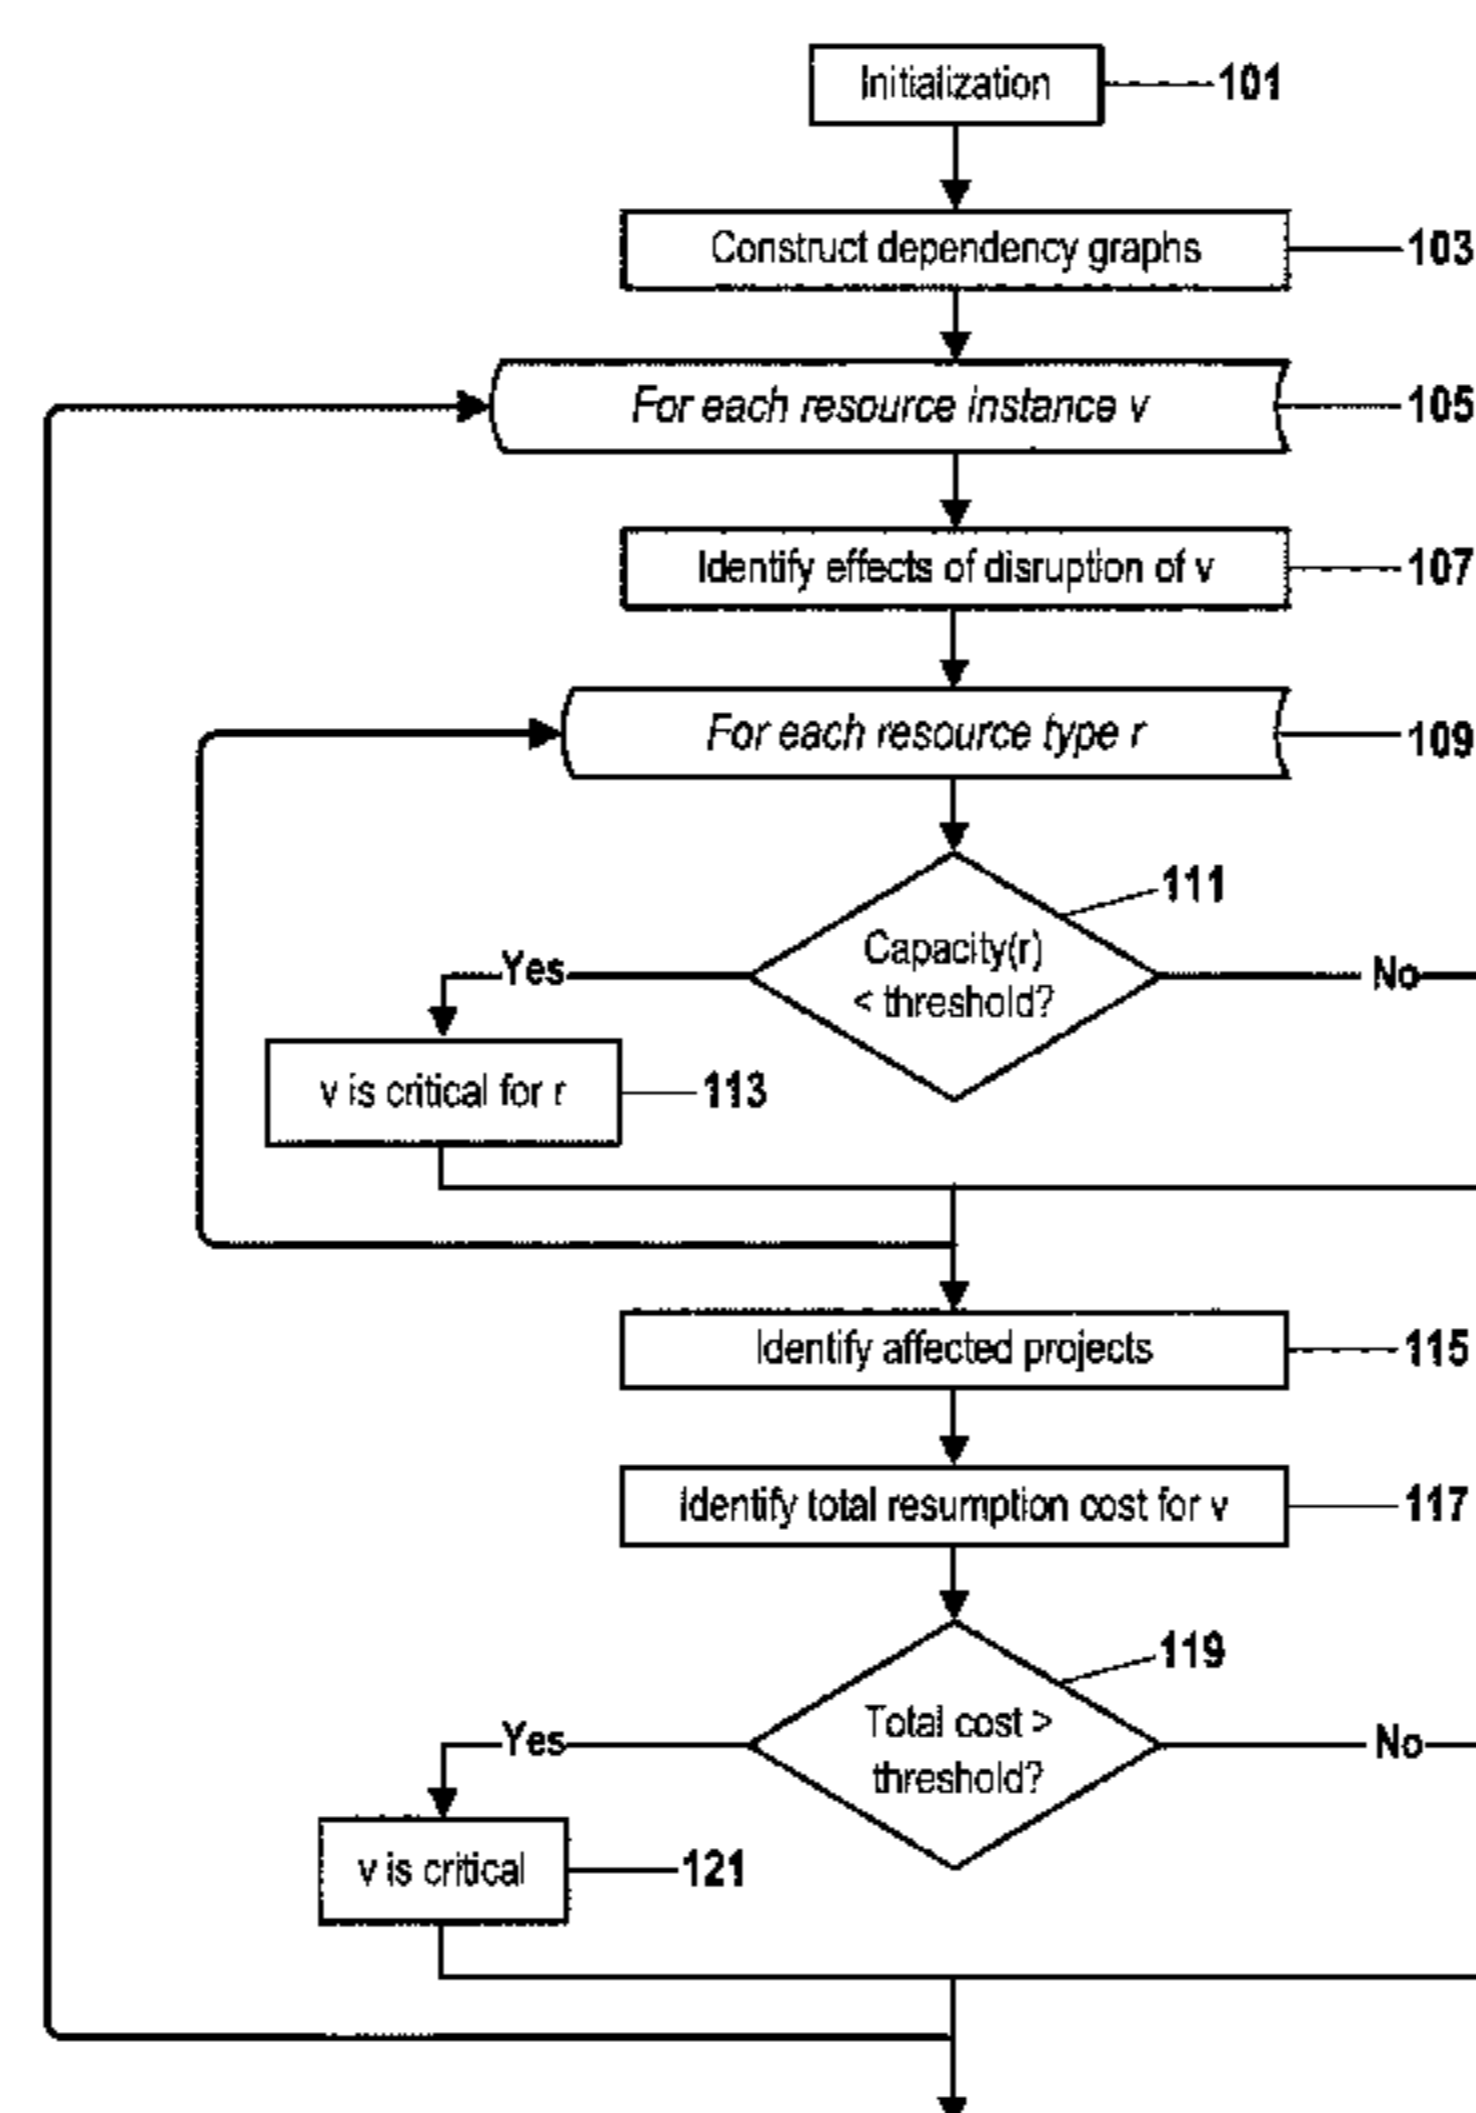 Initialization
101
Construct dependency graphs
103
For each resource instance v
105
Identify effects of disruption of v
107
For each resource type r
109
111
Capacity(r)
< threshold?
Yes
No
v is critical for r
113
Identify affected projects
115
Identify total resumption cost for v
117
119
Total cost >
threshold?
Yes
No
v is critical
121